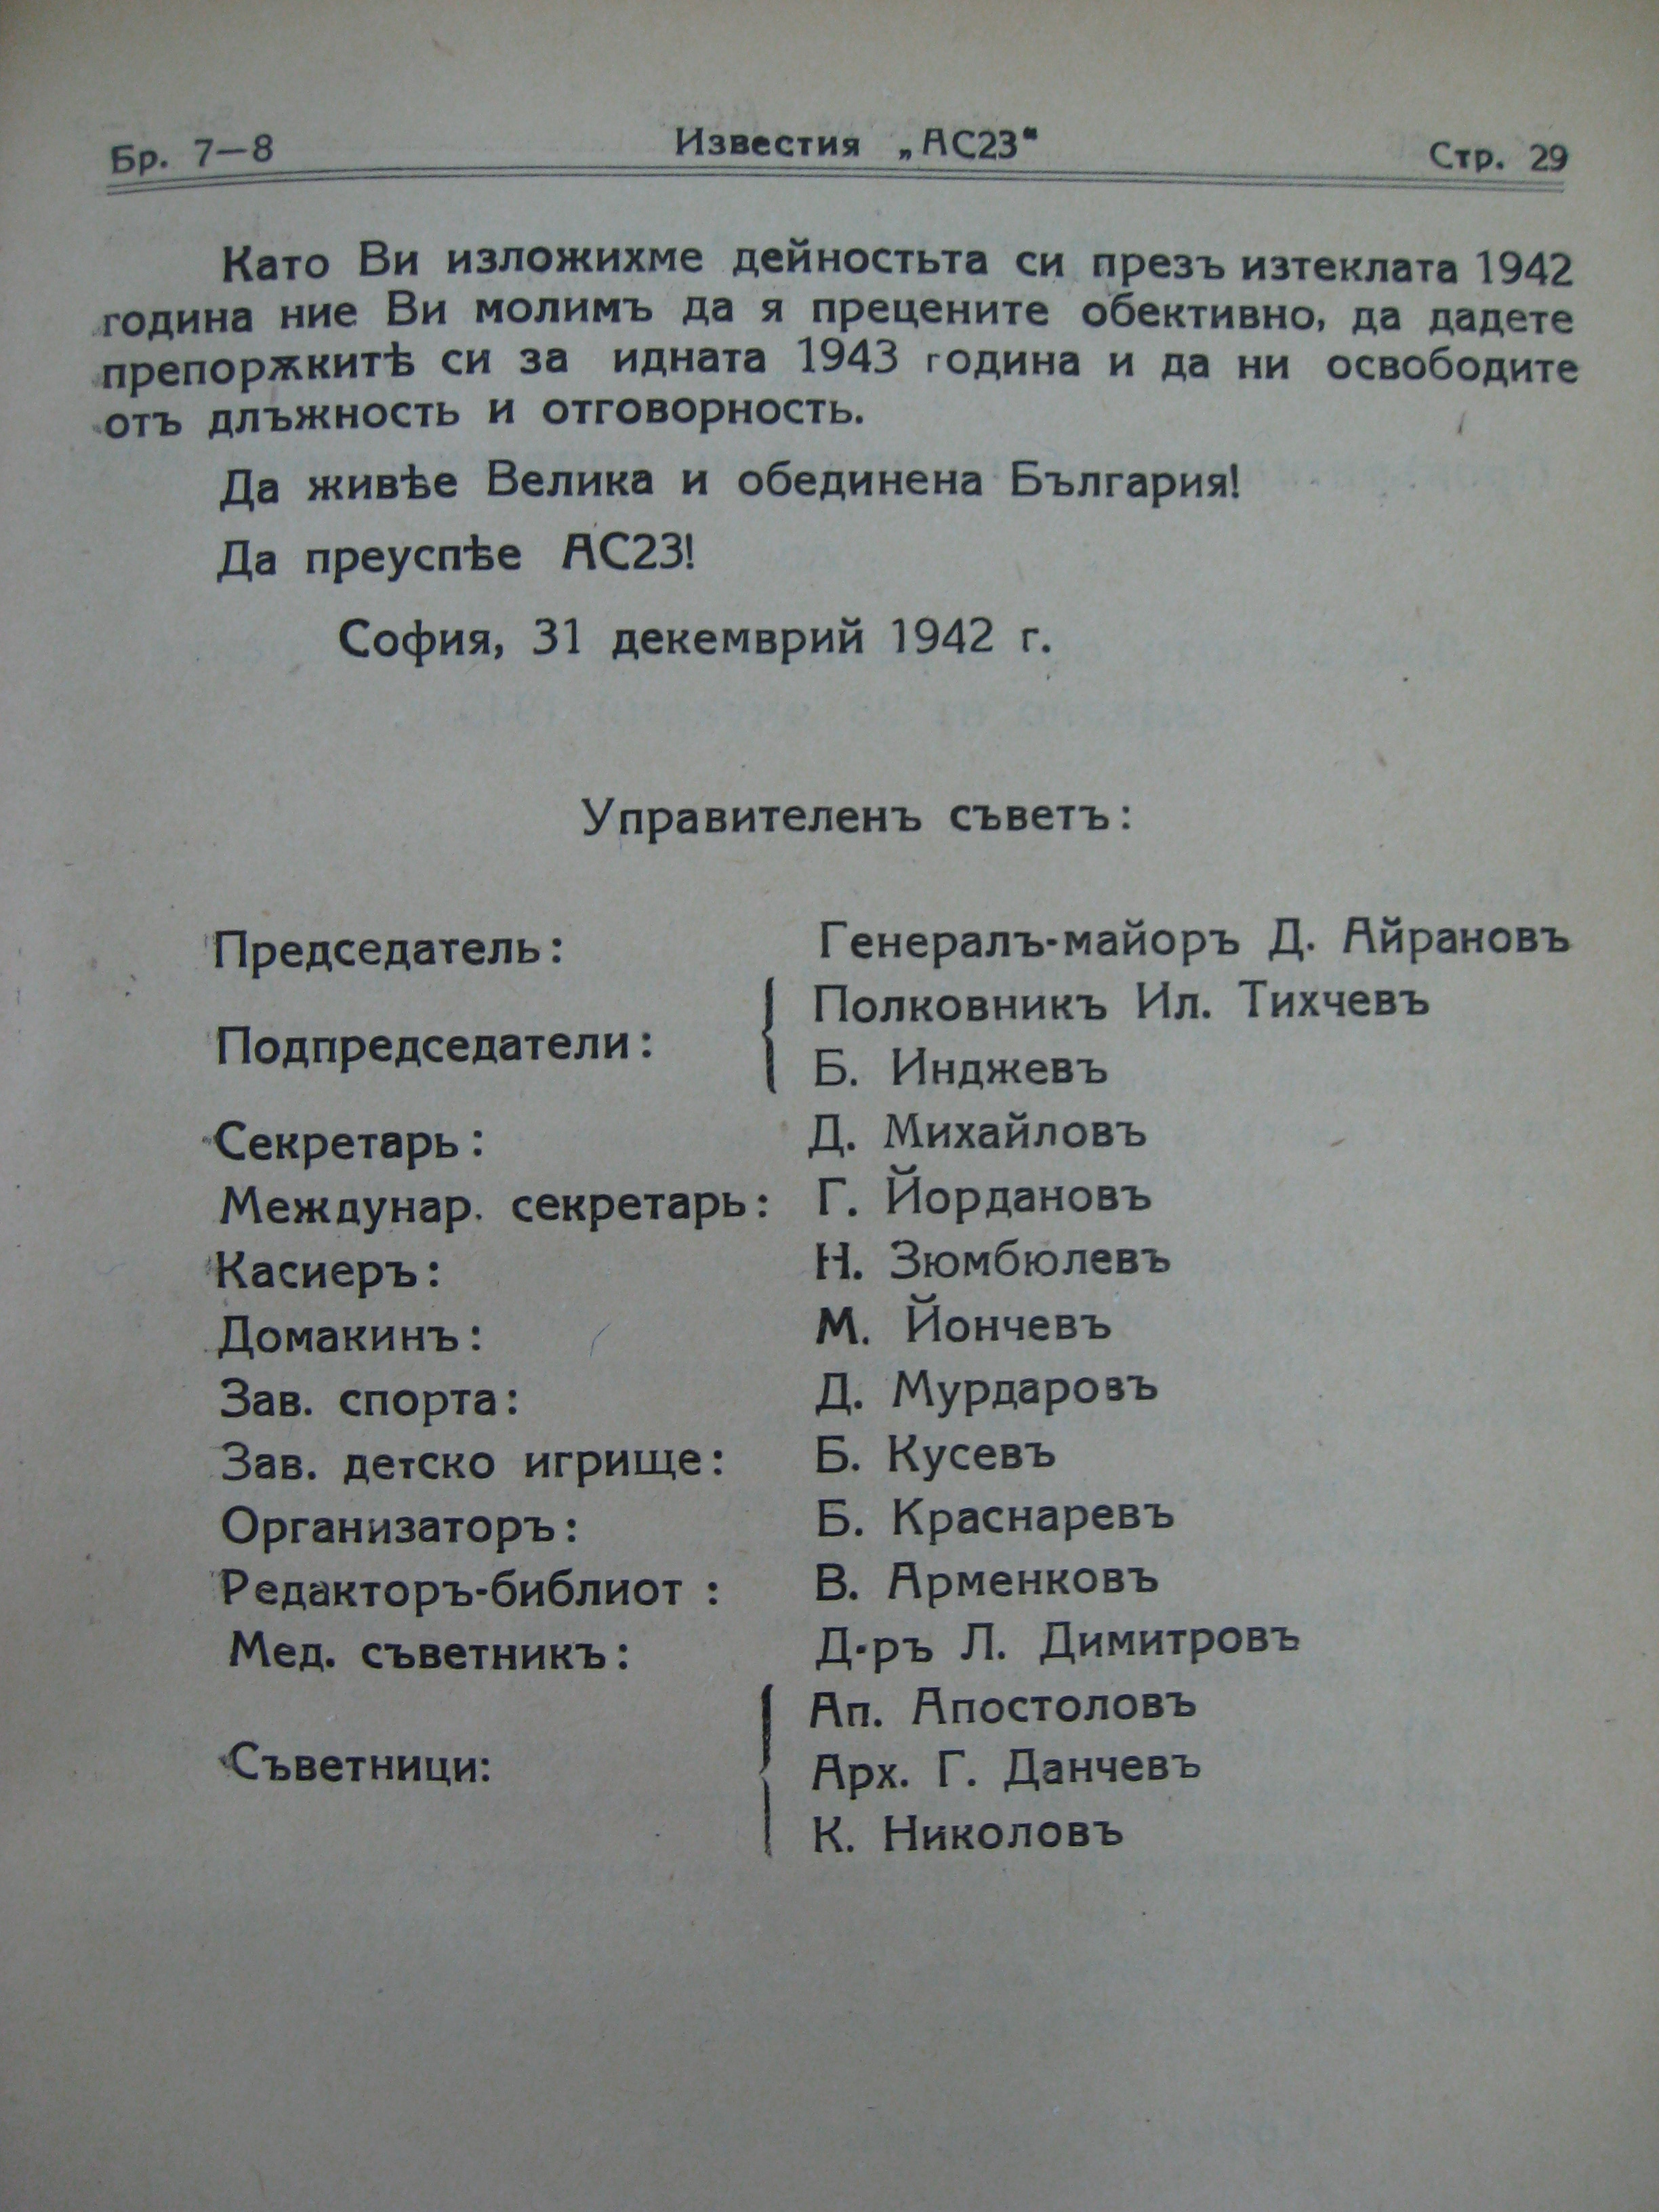 Бр. 7—8 Известия „АС23“ Стр. 29
Като Ви изложихме дейностьта си презъ изтеклата 1942
година ние Ви молимъ да я прецените обективно, да дадете
препорѫкитѣ си за идната 1943 година и да ни освободите
отъ длъжность и отговорность.
Да живѣе Велика и обединена България!
Да преуспѣе АС23!
София, 31 декемврий 1942 г.
Управителенъ съветъ:
Председатель: Генералъ-майоръ Д. Айрановъ
Подпредседатели: Полковникъ Ил. Тихчевъ
Б. Инджевъ
Секретарь: Д. Михайловъ
Междунар. секретарь: Г. Йордановъ
Касиеръ: Н. Зюмбюлевъ
Домакинъ: М. Йончевъ
Зав. спорта: Д. Мурдаровъ
Зав. детско игрище: Б. Кусевъ
Организаторъ: Б. Краснаревъ
Редакторъ-библиот : В. Арменковъ
Мед. съветникъ: Д-ръ Л. Димитровъ
Съветници: Ап. Апостоловъ
Арх. Г. Данчевъ
К. Николовъ